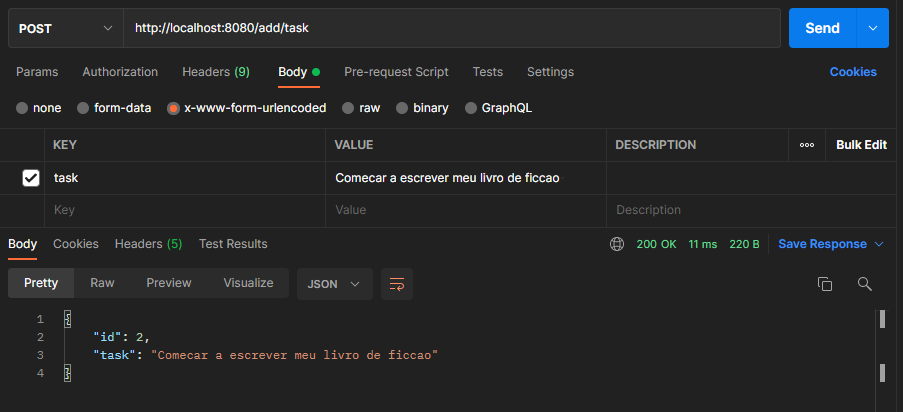 POST http://localhost:8080/add/task Send
Params Authorization Headers (9) Body Pre-request Script Tests Settings Cookies
none form-data x-www-form-urlencoded raw binary GraphQL
KEY VALUE DESCRIPTION ooo Bulk Edit
task Comecar a escrever meu livro de ficcao
Key Value Description
Body Cookies Headers (5) Test Results 200 OK 11 ms 220 B Save Response
Pretty Raw Preview Visualize JSON
1 {
2 "id": 2,
3 "task": "Comecar a escrever meu livro de ficcao"
4 }